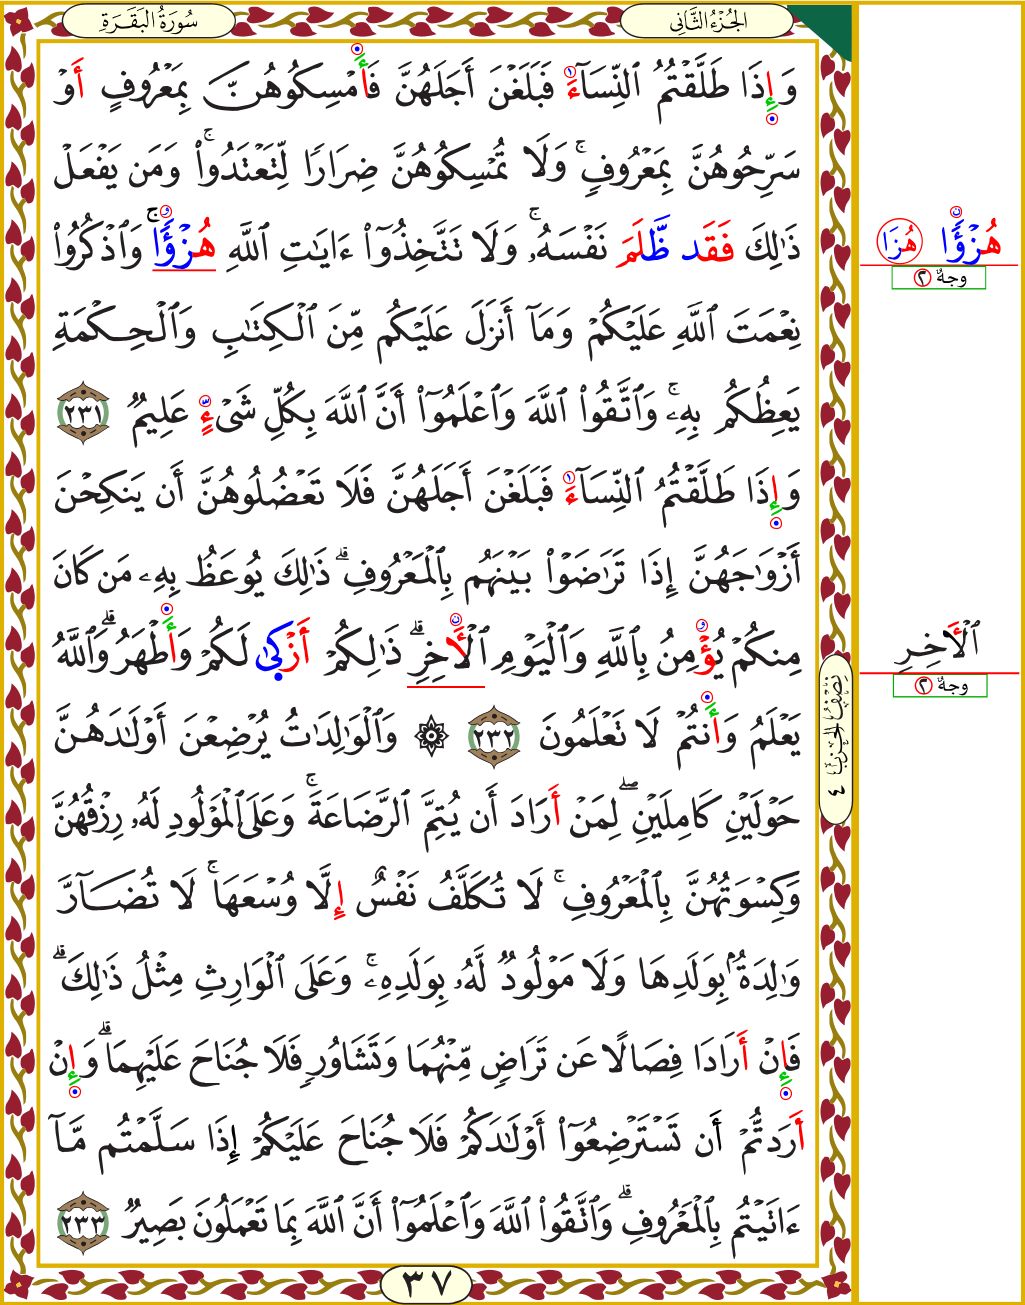 الجُزْءُ الثَّانِي
سُورَةُ البَقَرَةِ
وَإِذَا طَلَّقۡتُمُ ٱلنِّسَآءَ فَبَلَغۡنَ أَجَلَهُنَّ فَأَمۡسِكُوهُنَّ بِمَعۡرُوفٍ أَوۡ
سَرِّحُوهُنَّ بِمَعۡرُوفٖۚ وَلَا تُمۡسِكُوهُنَّ ضِرَارٗا لِّتَعۡتَدُواْۚ وَمَن يَفۡعَلۡ
ذَٰلِكَ فَقَد ظَّلَمَ نَفۡسَهُۥۚ وَلَا تَتَّخِذُوٓاْ ءَايَٰتِ ٱللَّهِ هُزۡؤٗاۚ وَٱذۡكُرُواْ
نِعۡمَتَ ٱللَّهِ عَلَيۡكُمۡ وَمَآ أَنزَلَ عَلَيۡكُم مِّنَ ٱلۡكِتَٰبِ وَٱلۡحِكۡمَةِ
يَعِظُكُم بِهِۦۚ وَٱتَّقُواْ ٱللَّهَ وَٱعۡلَمُوٓاْ أَنَّ ٱللَّهَ بِكُلِّ شَيۡءٍ عَلِيمٞ ٢٣١
وَإِذَا طَلَّقۡتُمُ ٱلنِّسَآءَ فَبَلَغۡنَ أَجَلَهُنَّ فَلَا تَعۡضُلُوهُنَّ أَن يَنكِحۡنَ
أَزۡوَٰجَهُنَّ إِذَا تَرَٰضَوۡاْ بَيۡنَهُم بِٱلۡمَعۡرُوفِۗ ذَٰلِكَ يُوعَظُ بِهِۦ مَن كَانَ
مِنكُمۡ يُؤۡمِنُ بِٱللَّهِ وَٱلۡيَوۡمِ ٱلۡأَخِرِۗ ذَٰلِكُمۡ أَزۡكَىٰ لَكُمۡ وَأَطۡهَرُۗ وَٱللَّهُ
يَعۡلَمُ وَأَنتُمۡ لَا تَعۡلَمُونَ ٢٣٢ ۞ وَٱلۡوَٰلِدَٰتُ يُرۡضِعۡنَ أَوۡلَٰدَهُنَّ
حَوۡلَيۡنِ كَامِلَيۡنِۖ لِمَنۡ أَرَادَ أَن يُتِمَّ ٱلرَّضَاعَةَۚ وَعَلَى ٱلۡمَوۡلُودِ لَهُۥ رِزۡقُهُنَّ
وَكِسۡوَتُهُنَّ بِٱلۡمَعۡرُوفِۚ لَا تُكَلَّفُ نَفۡسٌ إِلَّا وُسۡعَهَاۚ لَا تُضَآرَّ
وَٰلِدَةُۢ بِوَلَدِهَا وَلَا مَوۡلُودٞ لَّهُۥ بِوَلَدِهِۦۚ وَعَلَى ٱلۡوَارِثِ مِثۡلُ ذَٰلِكَۗ
فَإِنۡ أَرَادَا فِصَالًا عَن تَرَاضٖ مِّنۡهُمَا وَتَشَاوُرٖ فَلَا جُنَاحَ عَلَيۡهِمَاۗ وَإِنۡ
أَرَدتُّمۡ أَن تَسۡتَرۡضِعُوٓاْ أَوۡلَٰدَكُمۡ فَلَا جُنَاحَ عَلَيۡكُمۡ إِذَا سَلَّمۡتُم مَّآ
ءَاتَيۡتُم بِٱلۡمَعۡرُوفِۗ وَٱتَّقُواْ ٱللَّهَ وَٱعۡلَمُوٓاْ أَنَّ ٱللَّهَ بِمَا تَعۡمَلُونَ بَصِيرٞ ٢٣٣
٣٧
هُزۡؤٗا هُزَا
وجهٌ ٢
ٱلۡأَخِرِ
وجهٌ ٢
نِصْفُ الحِزْبِ ٤